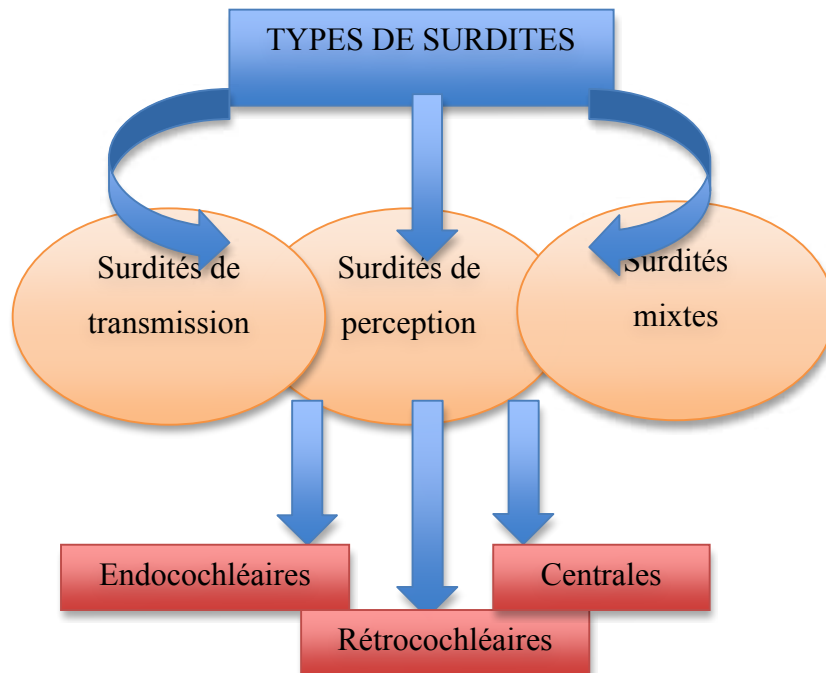 TYPES DE SURDITES
Surdités de
transmission
Surdités de
perception
Surdités
mixtes
Endocochléaires
Centrales
Rétrocochléaires